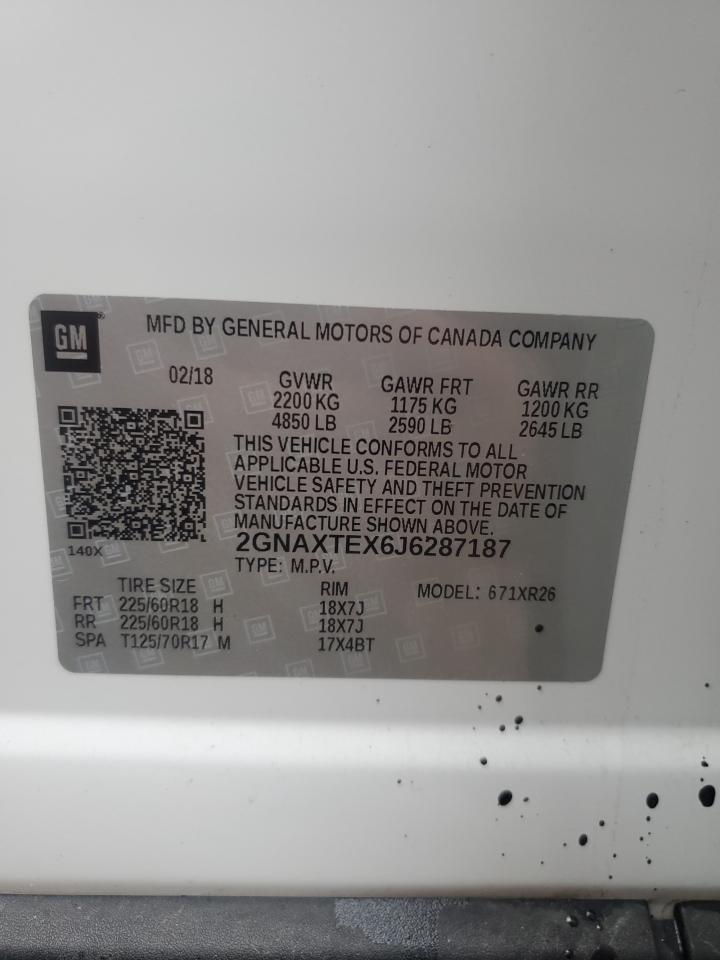 GM
MFD BY GENERAL MOTORS OF CANADA COMPANY
02/18 GVWR GAWR FRT GAWR RR
2200 KG 1175 KG 1200 KG
4850 LB 2590 LB 2645 LB
THIS VEHICLE CONFORMS TO ALL
APPLICABLE U.S. FEDERAL MOTOR
VEHICLE SAFETY AND THEFT PREVENTION
STANDARDS IN EFFECT ON THE DATE OF
MANUFACTURE SHOWN ABOVE.
140X
2GNAXTEX6J6287187
TYPE: M.P.V.
TIRE SIZE RIM MODEL: 671XR26
FRT 225/60R18 H 18X7J
RR 225/60R18 H 18X7J
SPA T125/70R17 M 17X4BT